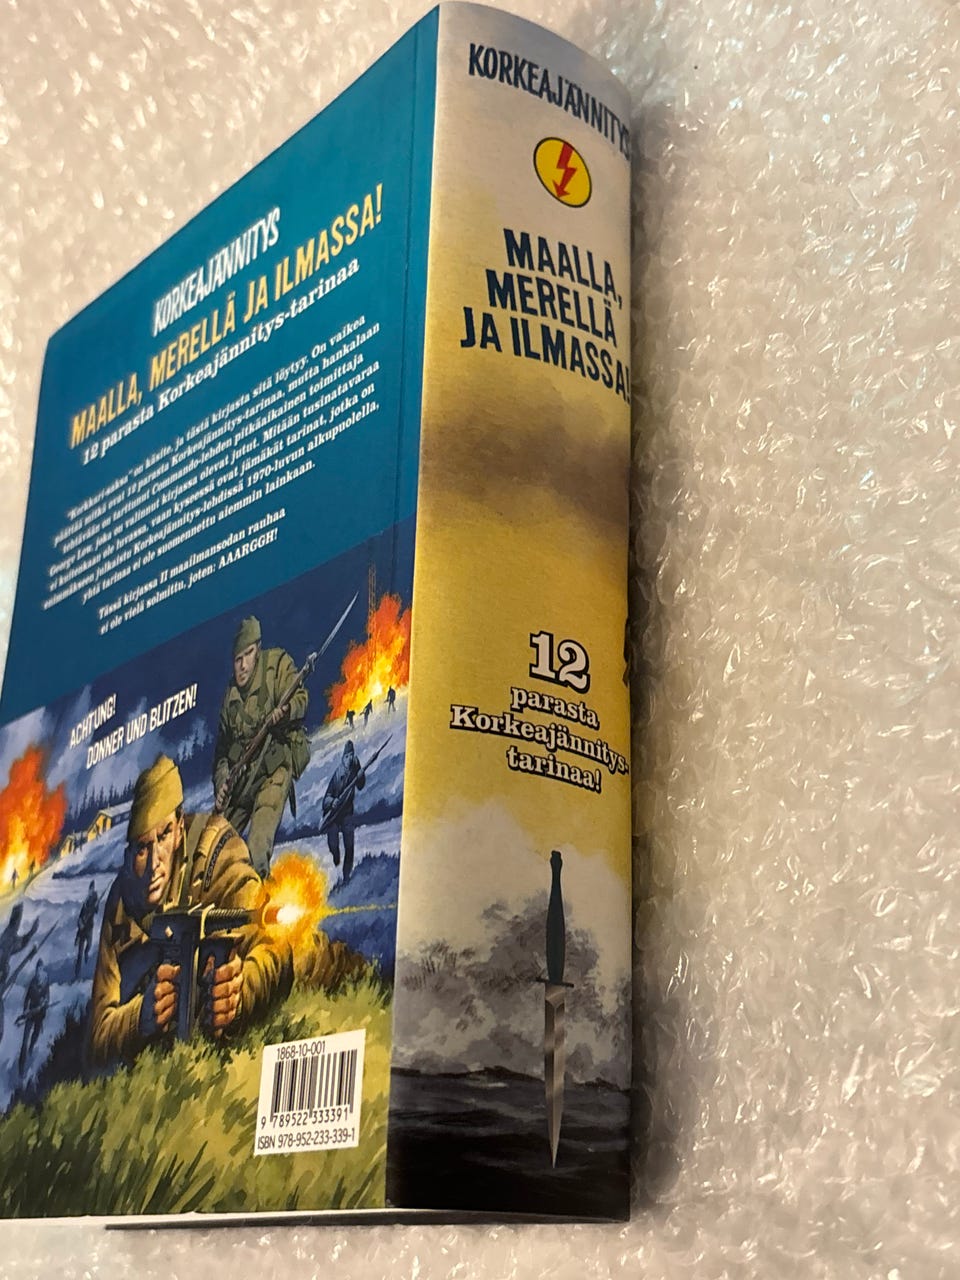 KORKEAJÄNNITYS
MAALLA, MERELLÄ JA ILMASSA!
12 parasta Korkeajännitys-tarinaa
"Korkkari-sakus" on käsite, ja tästä kirjasta sitä löytyy. On vaikea
päättää mitkä ovat 12 parasta Korkeajännitys-tarinaa, mutta hankalaan
tehtävään on tarttunut Commando-lehden pitkäaikainen toimittaja
George Low, joka on valinnut kirjassa olevat jutut. Mitään tusinatavaraa
ei kuitenkaan ole luvassa, vaan kyseessä ovat jämäkät tarinat, jotka on
enimmäkseen julkaistu Korkeajännitys-lehdissä 1970-luvun alkupuolella,
yhtä tarinaa ei ole suomennettu aiemmin lainkaan.
Tässä kirjassa II maailmansodan rauhaa
ei ole vielä solmittu, joten: AAARGGH!
ACHTUNG!
DONNER UND BLITZEN!
1868-10-001
9 789522 333391
ISBN 978-952-233-339-1
KORKEAJÄNNITYS
MAALLA,
MERELLÄ
JA ILMASSA!
12
parasta
Korkeajännitys-
tarinaa!